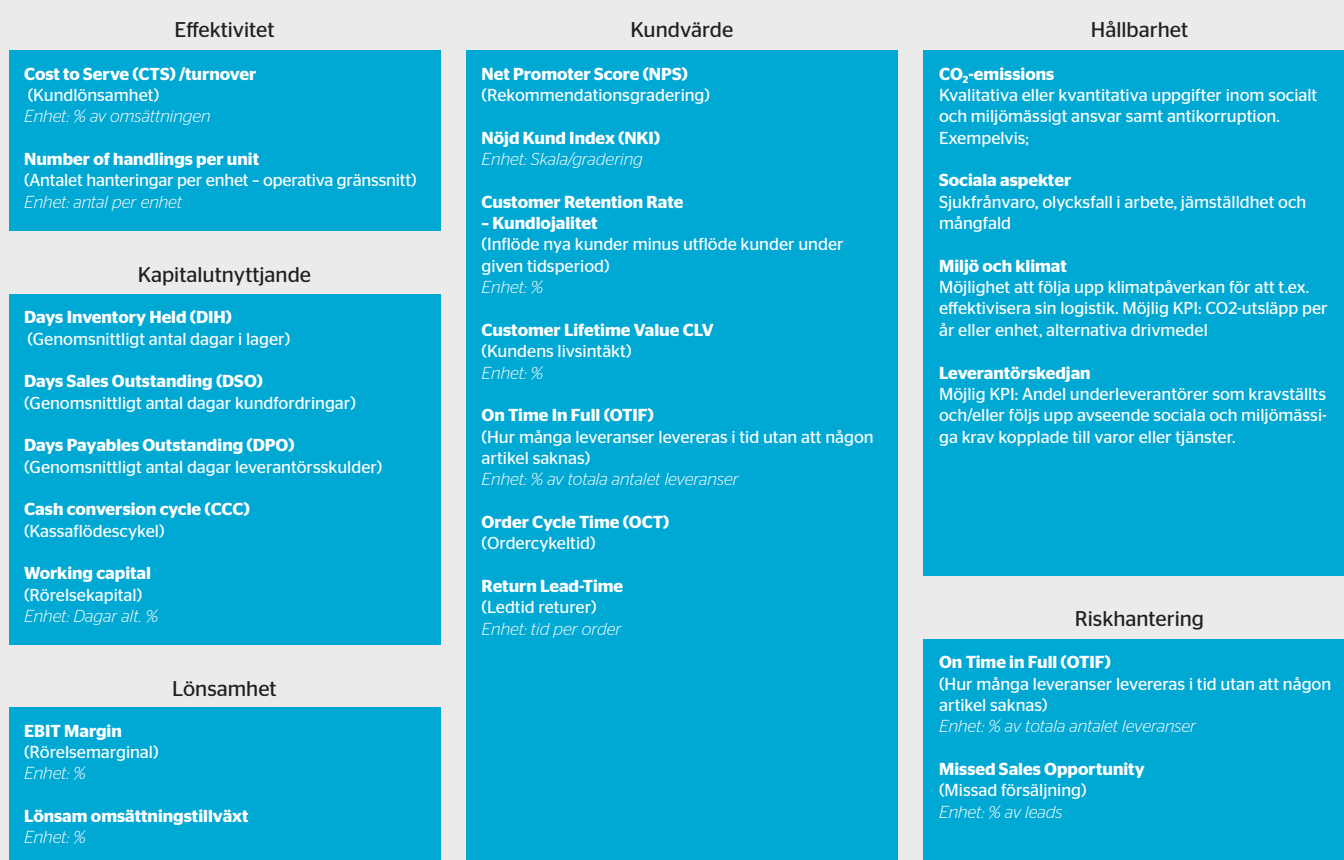 Effektivitet
Cost to Serve (CTS) /turnover
(Kundlönsamhet)
Enhet: % av omsättningen
Number of handlings per unit
(Antalet hanteringar per enhet – operativa gränssnitt)
Enhet: antal per enhet
Kapitalutnyttjande
Days Inventory Held (DIH)
(Genomsnittligt antal dagar i lager)
Days Sales Outstanding (DSO)
(Genomsnittligt antal dagar kundfordringar)
Days Payables Outstanding (DPO)
(Genomsnittligt antal dagar leverantörsskulder)
Cash conversion cycle (CCC)
(Kassaflödescykel)
Working capital
(Rörelsekapital)
Enhet: Dagar alt. %
Lönsamhet
EBIT Margin
(Rörelsemarginal)
Enhet: %
Lönsam omsättningstillväxt
Enhet: %
Kundvärde
Net Promoter Score (NPS)
(Rekommendationsgradering)
Nöjd Kund Index (NKI)
Enhet: Skala/gradering
Customer Retention Rate
– Kundlojalitet
(Inflöde nya kunder minus utflöde kunder under
given tidsperiod)
Enhet: %
Customer Lifetime Value CLV
(Kundens livsintäkt)
Enhet: %
On Time In Full (OTIF)
(Hur många leveranser levereras i tid utan att någon
artikel saknas)
Enhet: % av totala antalet leveranser
Order Cycle Time (OCT)
(Ordercykeltid)
Return Lead-Time
(Ledtid returer)
Enhet: tid per order
Hållbarhet
CO₂-emissions
Kvalitativa eller kvantitativa uppgifter inom socialt
och miljömässigt ansvar samt antikorruption.
Exempelvis;
Sociala aspekter
Sjukfrånvaro, olycksfall i arbete, jämställdhet och
mångfald
Miljö och klimat
Möjlighet att följa upp klimatpåverkan för att t.ex.
effektivisera sin logistik. Möjlig KPI: CO2-utsläpp per
år eller enhet, alternativa drivmedel
Leverantörskedjan
Möjlig KPI: Andel underleverantörer som kravställts
och/eller följs upp avseende sociala och miljömässi-
ga krav kopplade till varor eller tjänster.
Riskhantering
On Time in Full (OTIF)
(Hur många leveranser levereras i tid utan att någon
artikel saknas)
Enhet: % av totala antalet leveranser
Missed Sales Opportunity
(Missad försäljning)
Enhet: % av leads